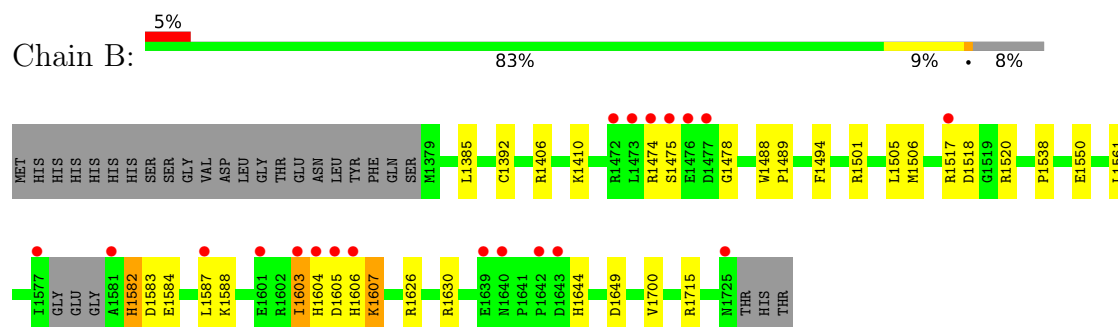 5%
Chain B:
83% 9% • 8%
MET HIS HIS HIS HIS HIS HIS SER SER GLY VAL ASP LEU GLY THR GLU ASN LEU TYR PHE GLN SER M1379 L1385 C1392 R1406 K1410 R1472 L1473 R1474 S1475 E1476 D1477 G1478 W1488 P1489 F1494 R1501 L1505 M1506 R1517 D1518 G1519 R1520 P1538 E1550 L1561
I1577 GLY GLU GLY A1581 H1582 D1583 E1584 L1587 K1588 E1601 R1602 I1603 H1604 D1605 H1606 K1607 R1626 R1630 E1639 N1640 P1641 P1642 D1643 H1644 D1649 V1700 R1715 N1725 THR HIS THR